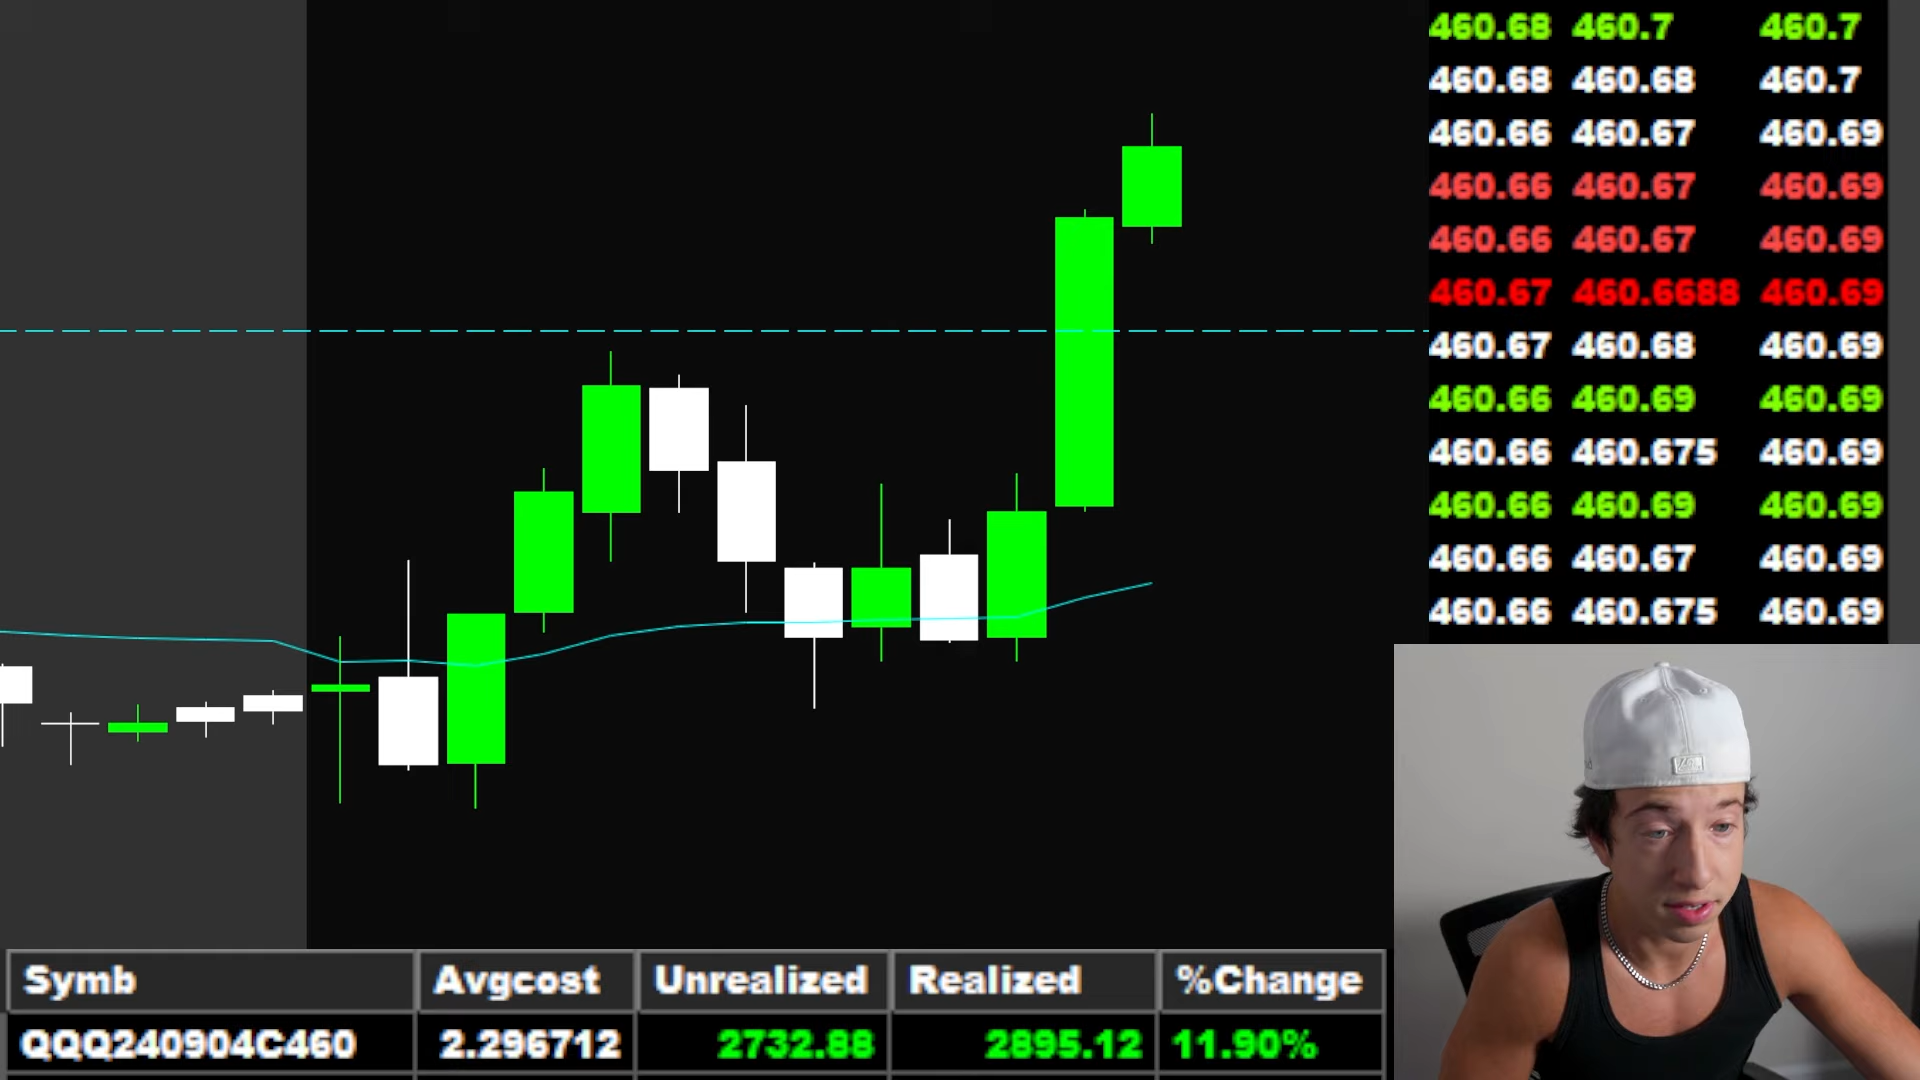 460.68 460.7 460.7
460.68 460.68 460.7
460.66 460.67 460.69
460.66 460.67 460.69
460.66 460.67 460.69
460.67 460.6688 460.69
460.67 460.68 460.69
460.66 460.69 460.69
460.66 460.675 460.69
460.66 460.69 460.69
460.66 460.67 460.69
460.66 460.675 460.69
Symb Avgcost Unrealized Realized %Change
QQQ240904C460 2.296712 2732.88 2895.12 11.90%